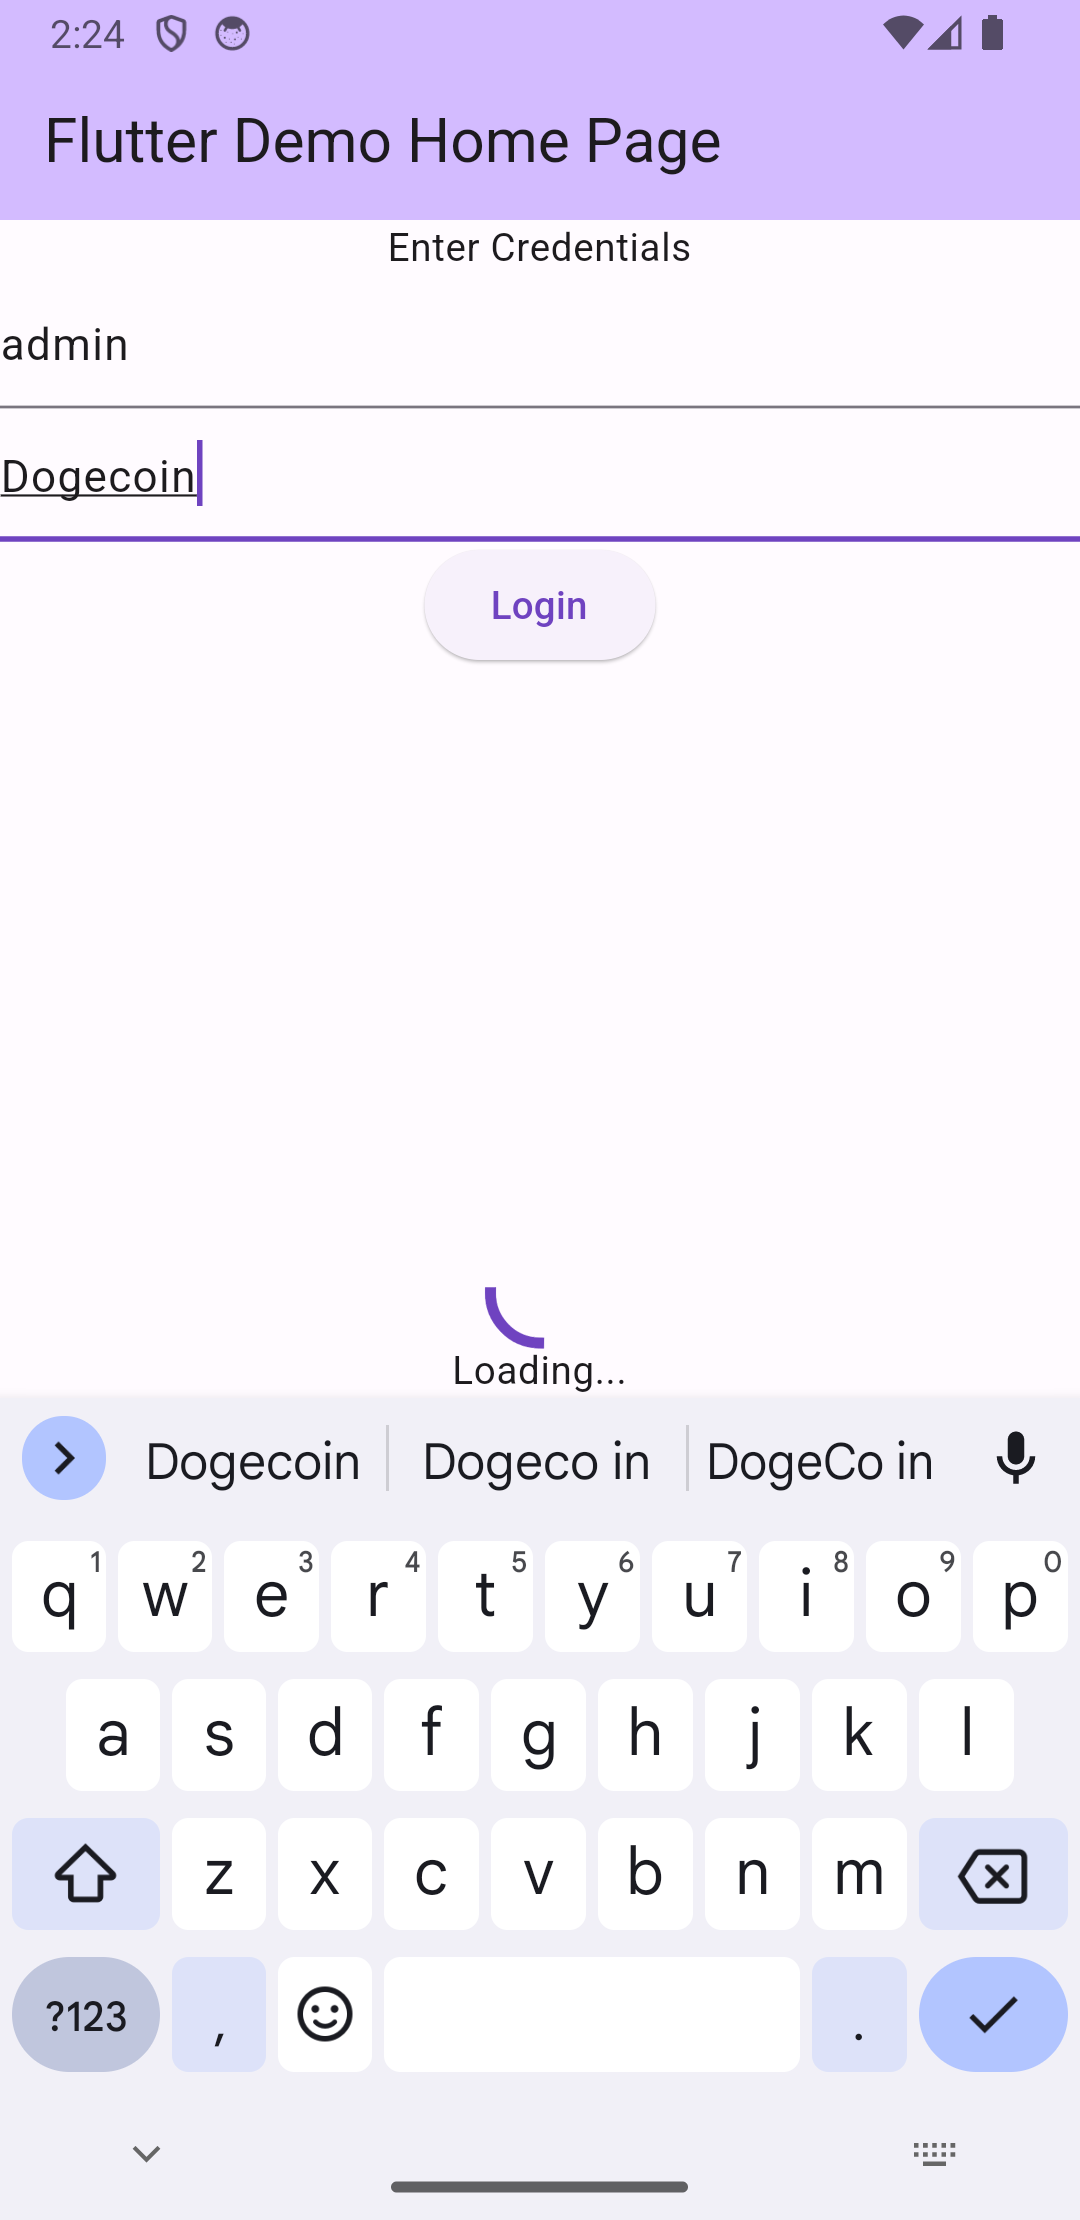 2:24
Flutter Demo Home Page
Enter Credentials
admin
Dogecoin
Login
Loading...
Dogecoin Dogeco in DogeCo in
q 1 w 2 e 3 r 4 t 5 y 6 u 7 i 8 o 9 p 0
a s d f g h j k l
z x c v b n m
?123 , .